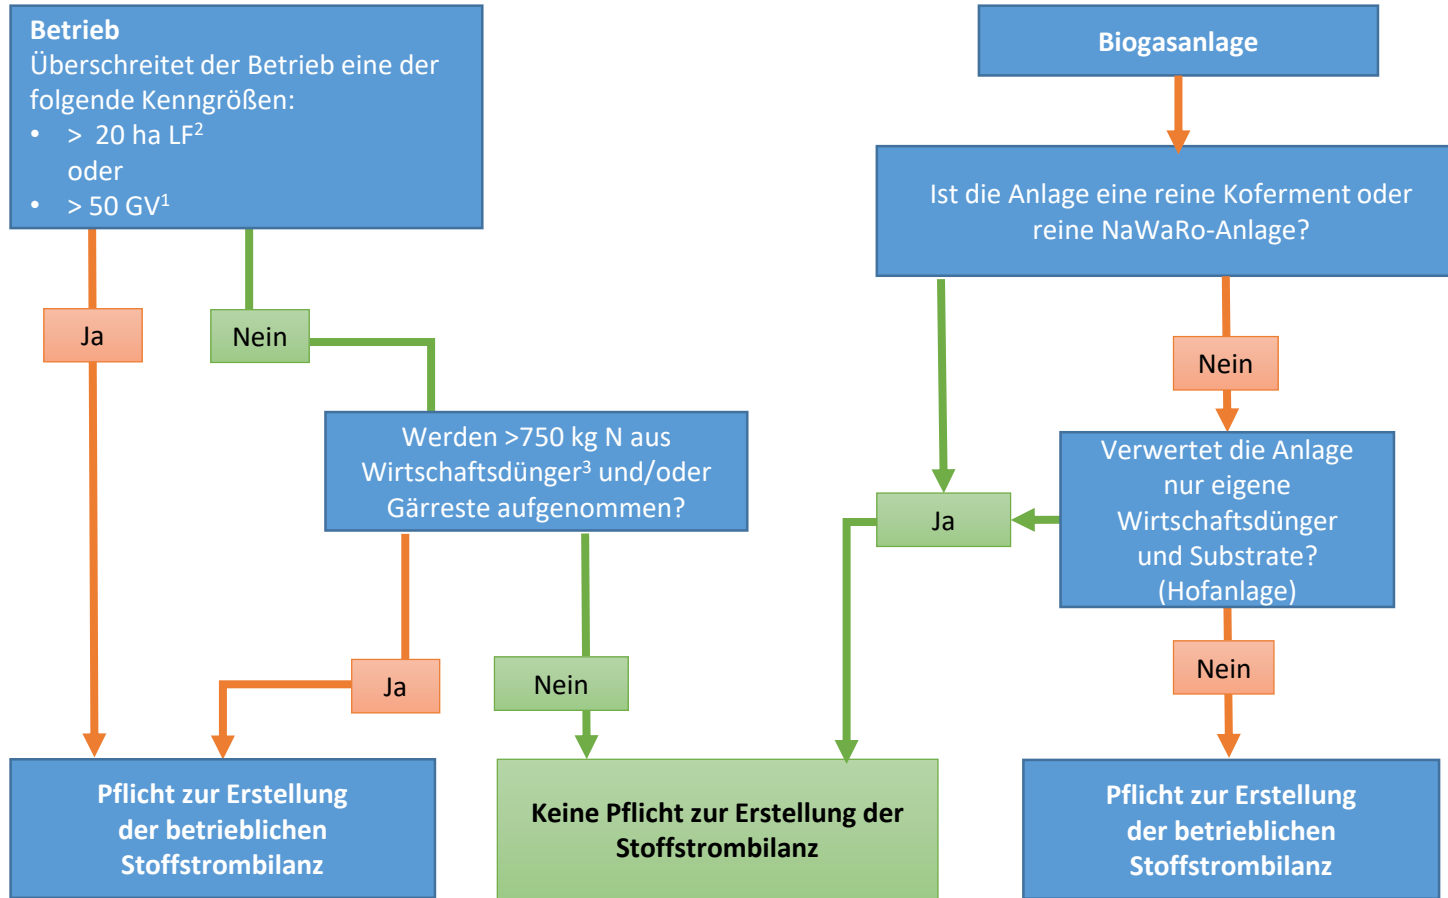 Betrieb
Überschreitet der Betrieb eine der
folgende Kenngrößen:
• > 20 ha LF²
oder
• > 50 GV¹
Ja
Nein
Werden >750 kg N aus
Wirtschaftsdünger³ und/oder
Gärreste aufgenommen?
Ja
Nein
Pflicht zur Erstellung
der betrieblichen
Stoffstrombilanz
Keine Pflicht zur Erstellung der
Stoffstrombilanz
Biogasanlage
Ist die Anlage eine reine Koferment oder
reine NaWaRo-Anlage?
Nein
Ja
Verwertet die Anlage
nur eigene
Wirtschaftsdünger
und Substrate?
(Hofanlage)
Nein
Pflicht zur Erstellung
der betrieblichen
Stoffstrombilanz